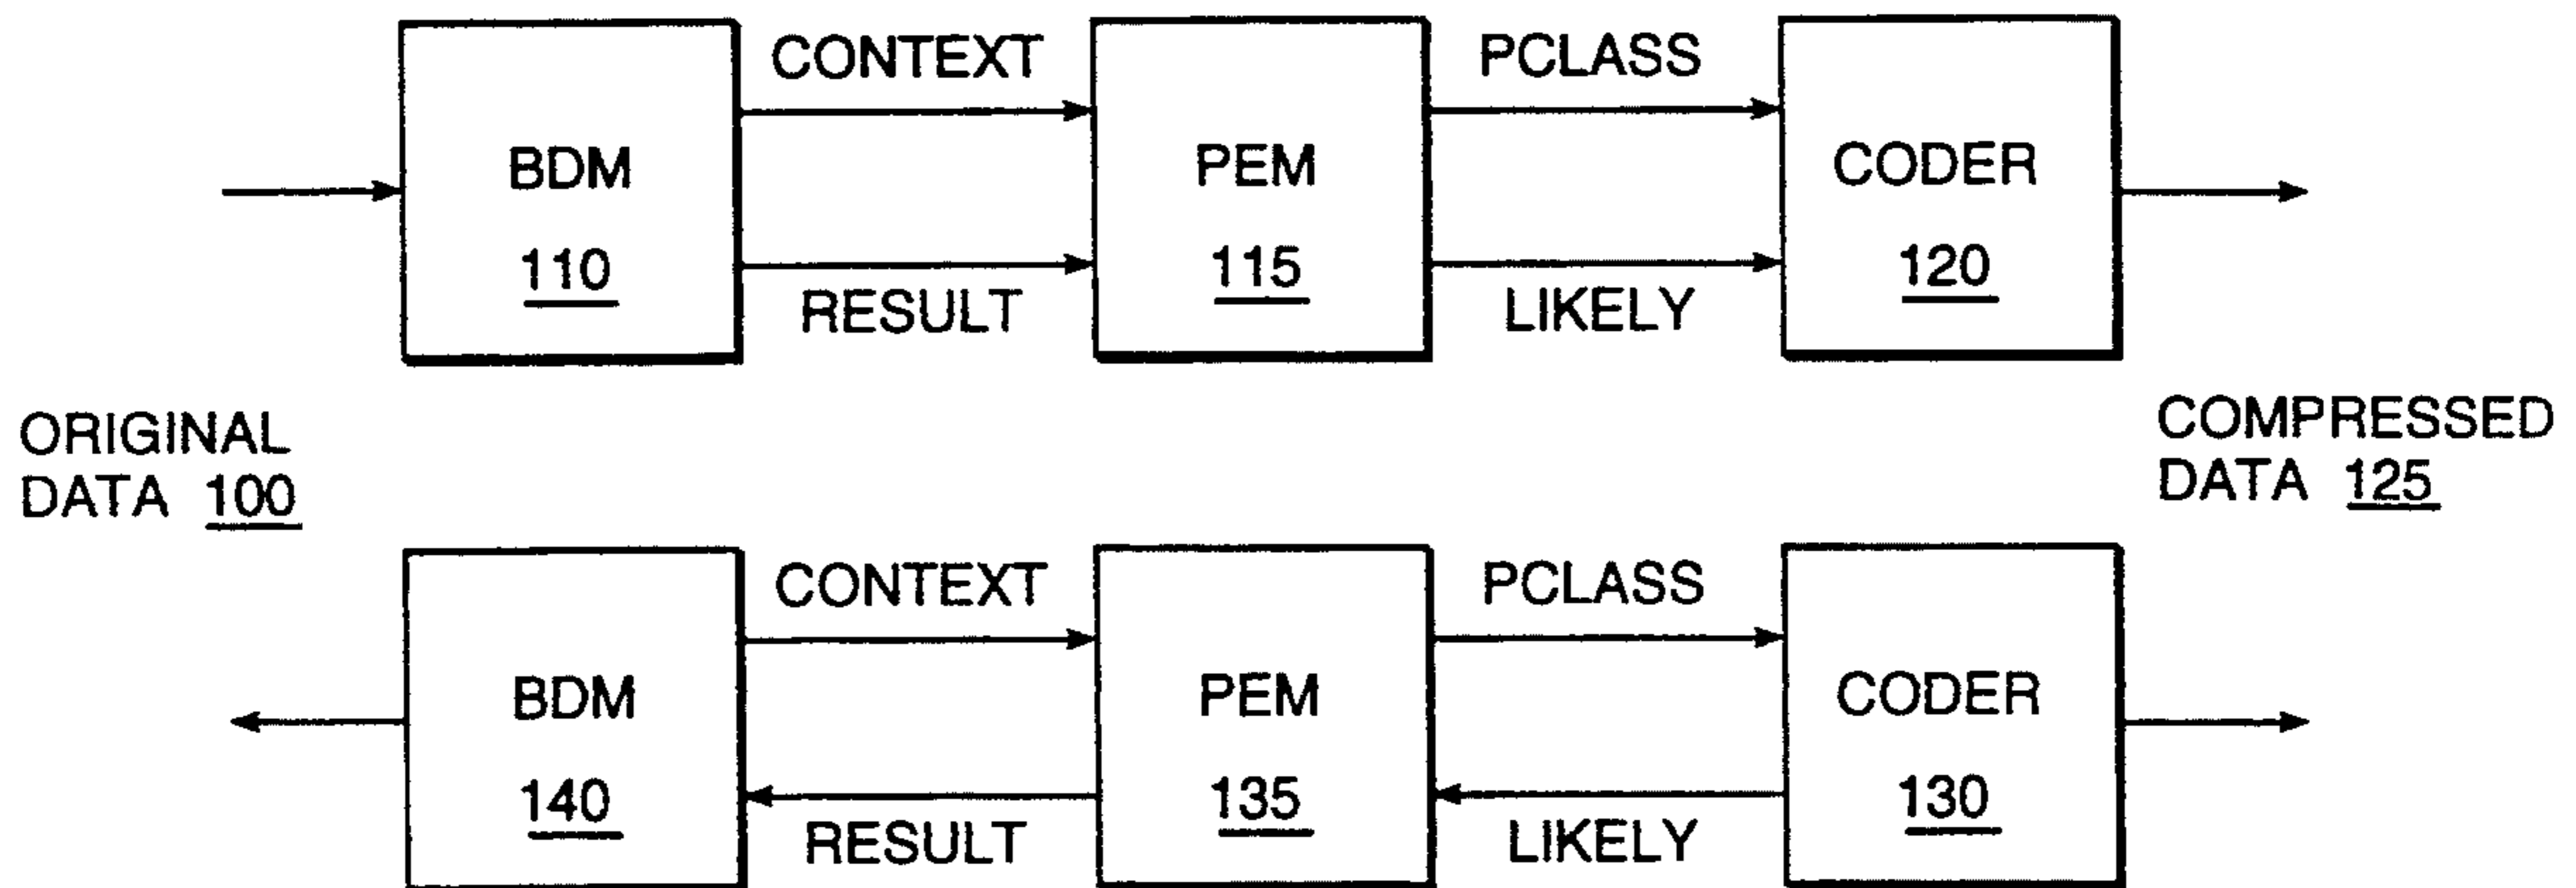 CONTEXT
PCLASS
BDM
110
PEM
115
CODER
120
RESULT
LIKELY
ORIGINAL
DATA 100
COMPRESSED
DATA 125
CONTEXT
PCLASS
BDM
140
PEM
135
CODER
130
RESULT
LIKELY